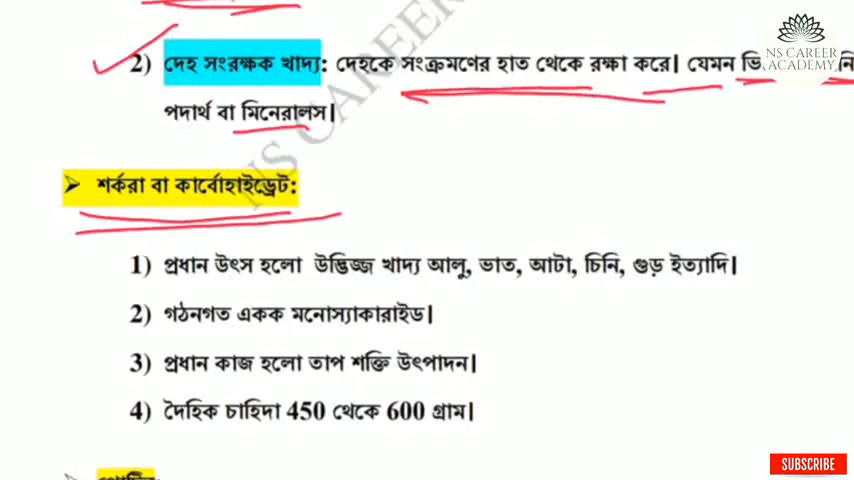 NS CAREER
ACADEMY
2) দেহ সংরক্ষক খাদ্য: দেহকে সংক্রমণের হাত থেকে রক্ষা করে। যেমন
পদার্থ বা মিনেরালস।
NS CAREER
➢ শর্করা বা কার্বোহাইড্রেট:
1) প্রধান উৎস হলো উদ্ভিজ্জ খাদ্য আলু, ভাত, আটা, চিনি, গুড় ইত্যাদি।
2) গঠনগত একক মনোস্যাকারাইড।
3) প্রধান কাজ হলো তাপ শক্তি উৎপাদন।
4) দৈহিক চাহিদা 450 থেকে 600 গ্রাম।
SUBSCRIBE